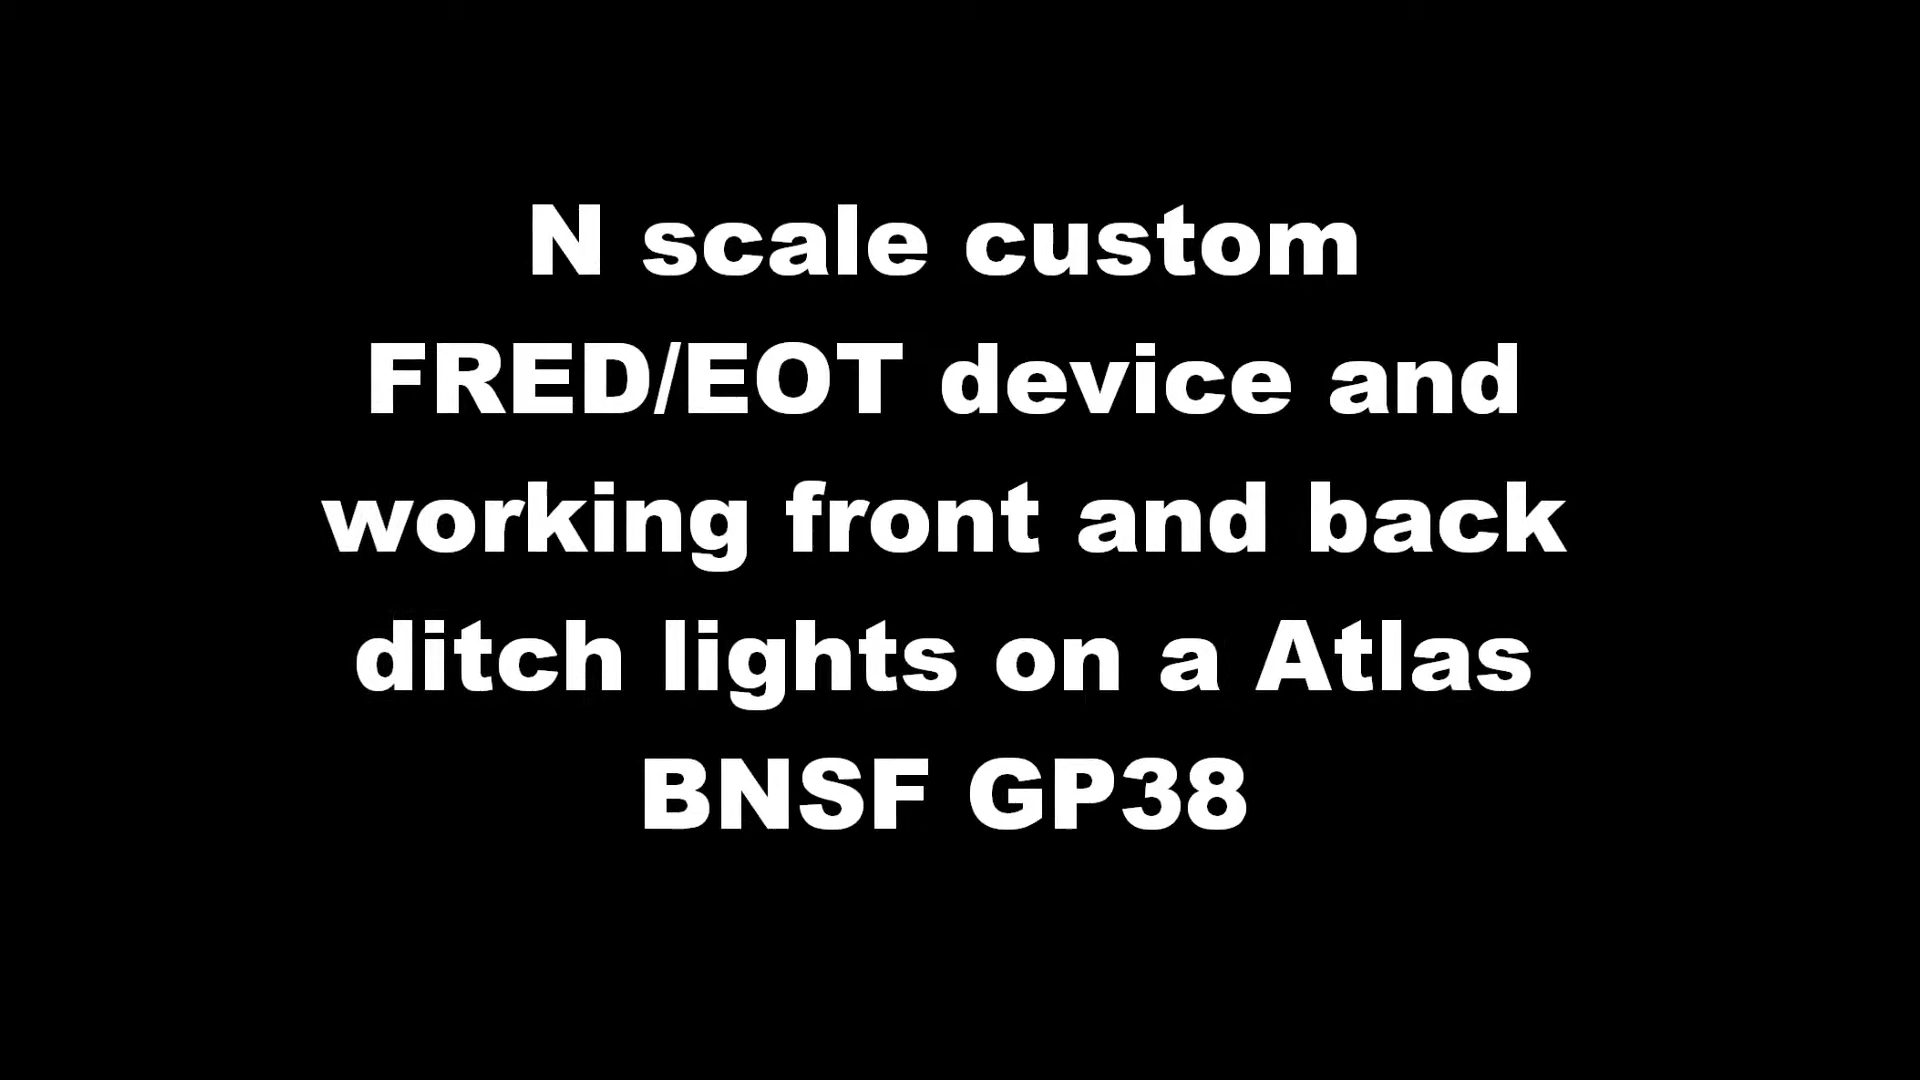 N scale custom
FRED/EOT device and
working front and back
ditch lights on a Atlas
BNSF GP38